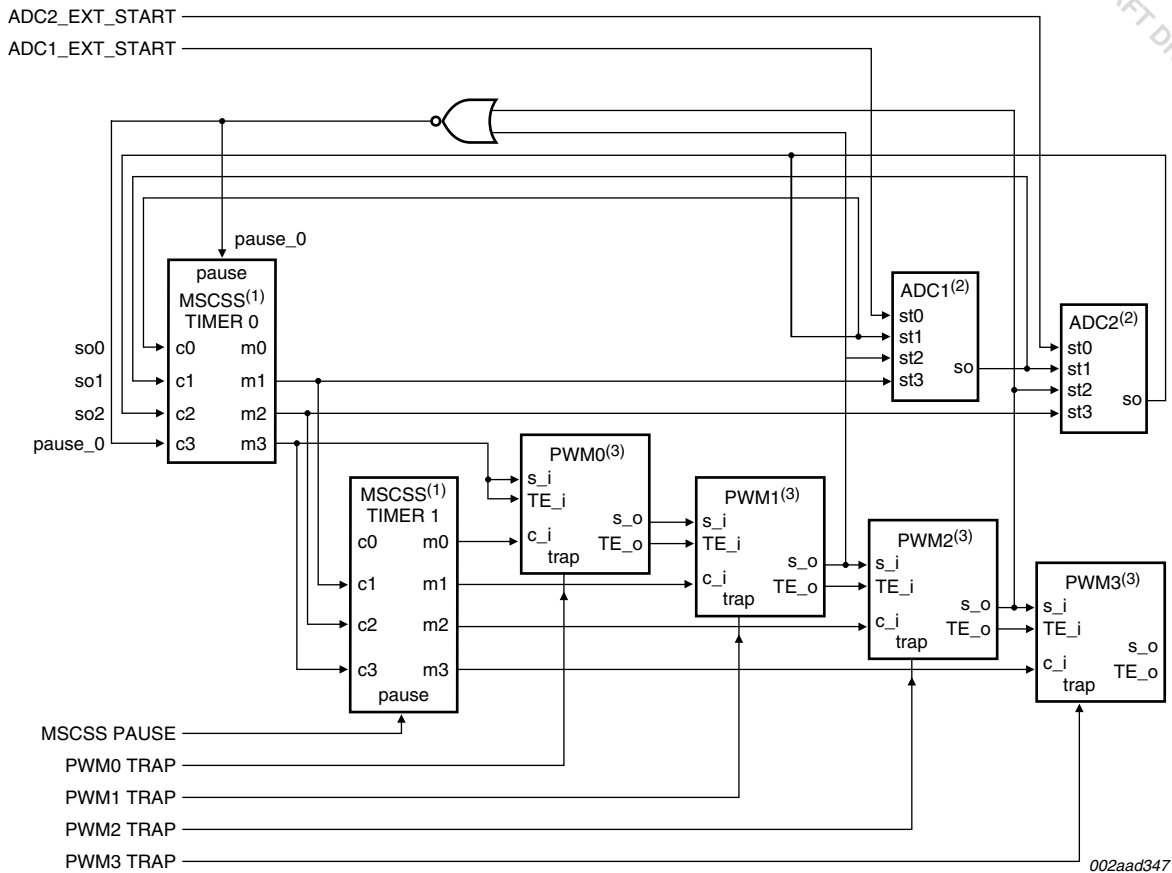 ADC2_EXT_START
ADC1_EXT_START
pause_0
pause
MSCSS(1)
TIMER 0
so0
so1
so2
pause_0
c0 m0
c1 m1
c2 m2
c3 m3
ADC1(2)
st0
st1
st2
st3
so
ADC2(2)
st0
st1
st2
st3
so
MSCSS(1)
TIMER 1
c0 m0
c1 m1
c2 m2
c3 m3
pause
PWM0(3)
s_i
TE_i
s_o
c_i TE_o
trap
PWM1(3)
s_i
TE_i
s_o
c_i TE_o
trap
PWM2(3)
s_i
TE_i
s_o
c_i TE_o
trap
PWM3(3)
s_i
TE_i
s_o
c_i TE_o
trap
MSCSS PAUSE
PWM0 TRAP
PWM1 TRAP
PWM2 TRAP
PWM3 TRAP
002aad347